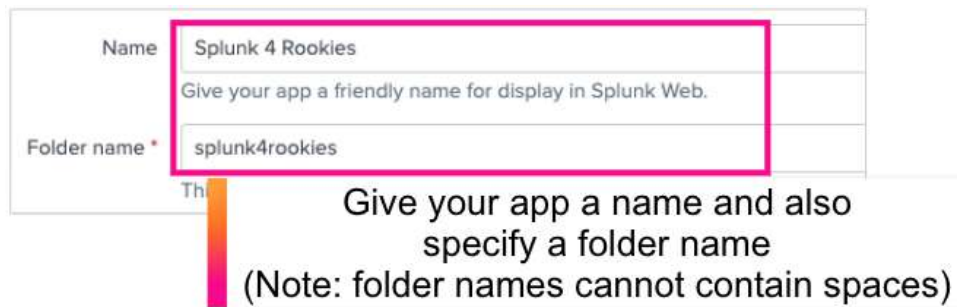 Name Splunk 4 Rookies
Give your app a friendly name for display in Splunk Web.
Folder name * splunk4rookies
Give your app a name and also
specify a folder name
(Note: folder names cannot contain spaces)